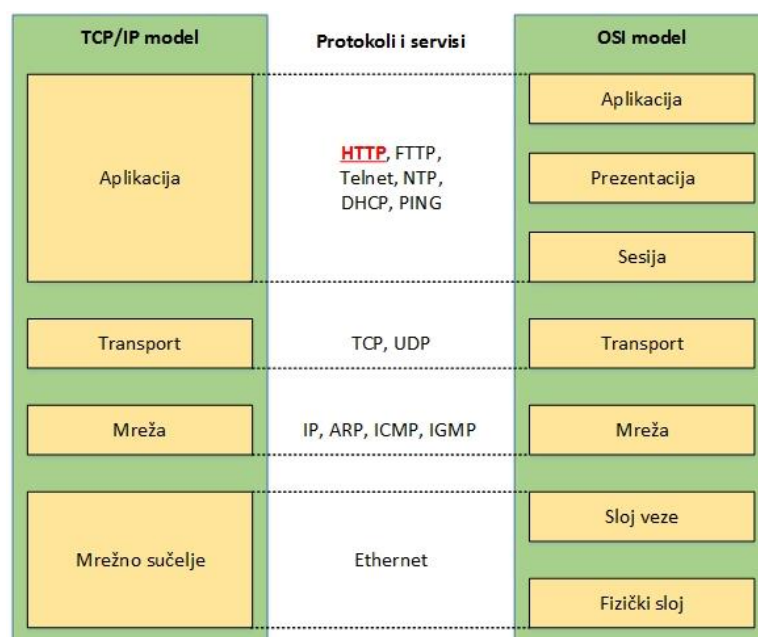 TCP/IP model
Protokoli i servisi
OSI model
Aplikacija
HTTP, FTTP,
Telnet, NTP,
DHCP, PING
Aplikacija
Prezentacija
Sesija
Transport
TCP, UDP
Transport
Mreža
IP, ARP, ICMP, IGMP
Mreža
Mrežno sučelje
Ethernet
Sloj veze
Fizički sloj